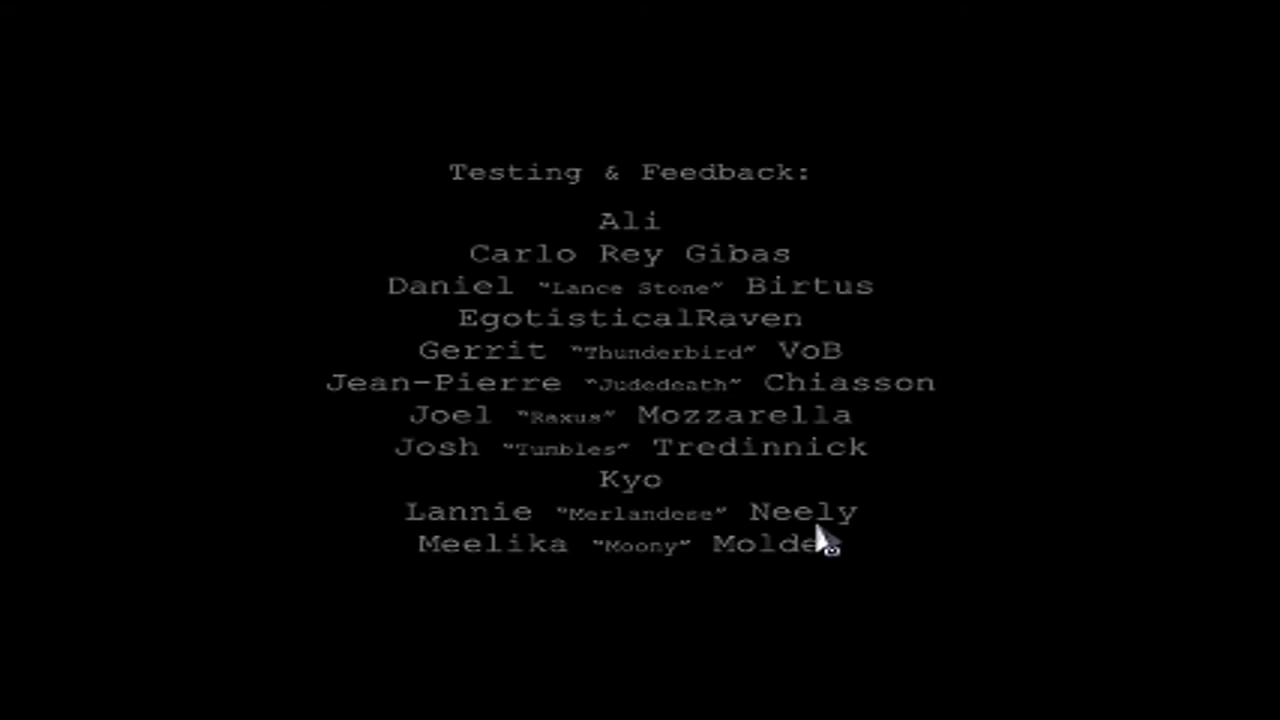 Testing & Feedback:
Ali
Carlo Rey Gibas
Daniel "Lance Stone" Birtus
EgotisticalRaven
Gerrit "Thunderbird" VoB
Jean-Pierre "Judedeath" Chiasson
Joel "Raxus" Mozzarella
Josh "Tumbles" Tredinnick
Kyo
Lannie "Merlandese" Neely
Meelika "Moony"